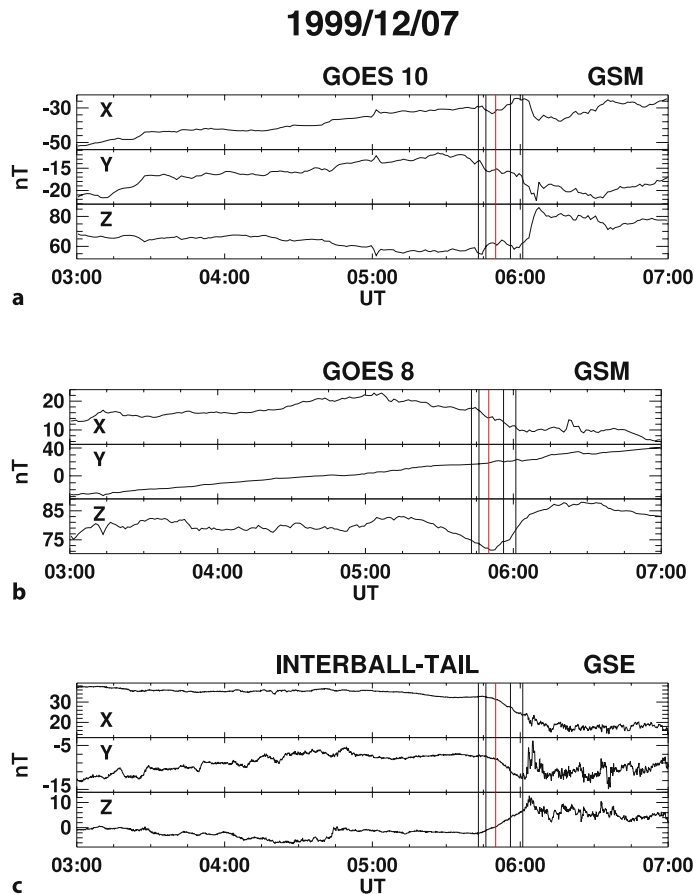 1999/12/07
GOES 10 GSM
X
-30
-50
Y
-15
-20
nT
Z
80
60
03:00 04:00 05:00 06:00 07:00
UT
a
GOES 8 GSM
20
10
X
40
0
Y
nT
85
75
Z
03:00 04:00 05:00 06:00 07:00
UT
b
INTERBALL-TAIL GSE
30
20
X
-5
-15
Y
nT
10
0
Z
03:00 04:00 05:00 06:00 07:00
UT
c